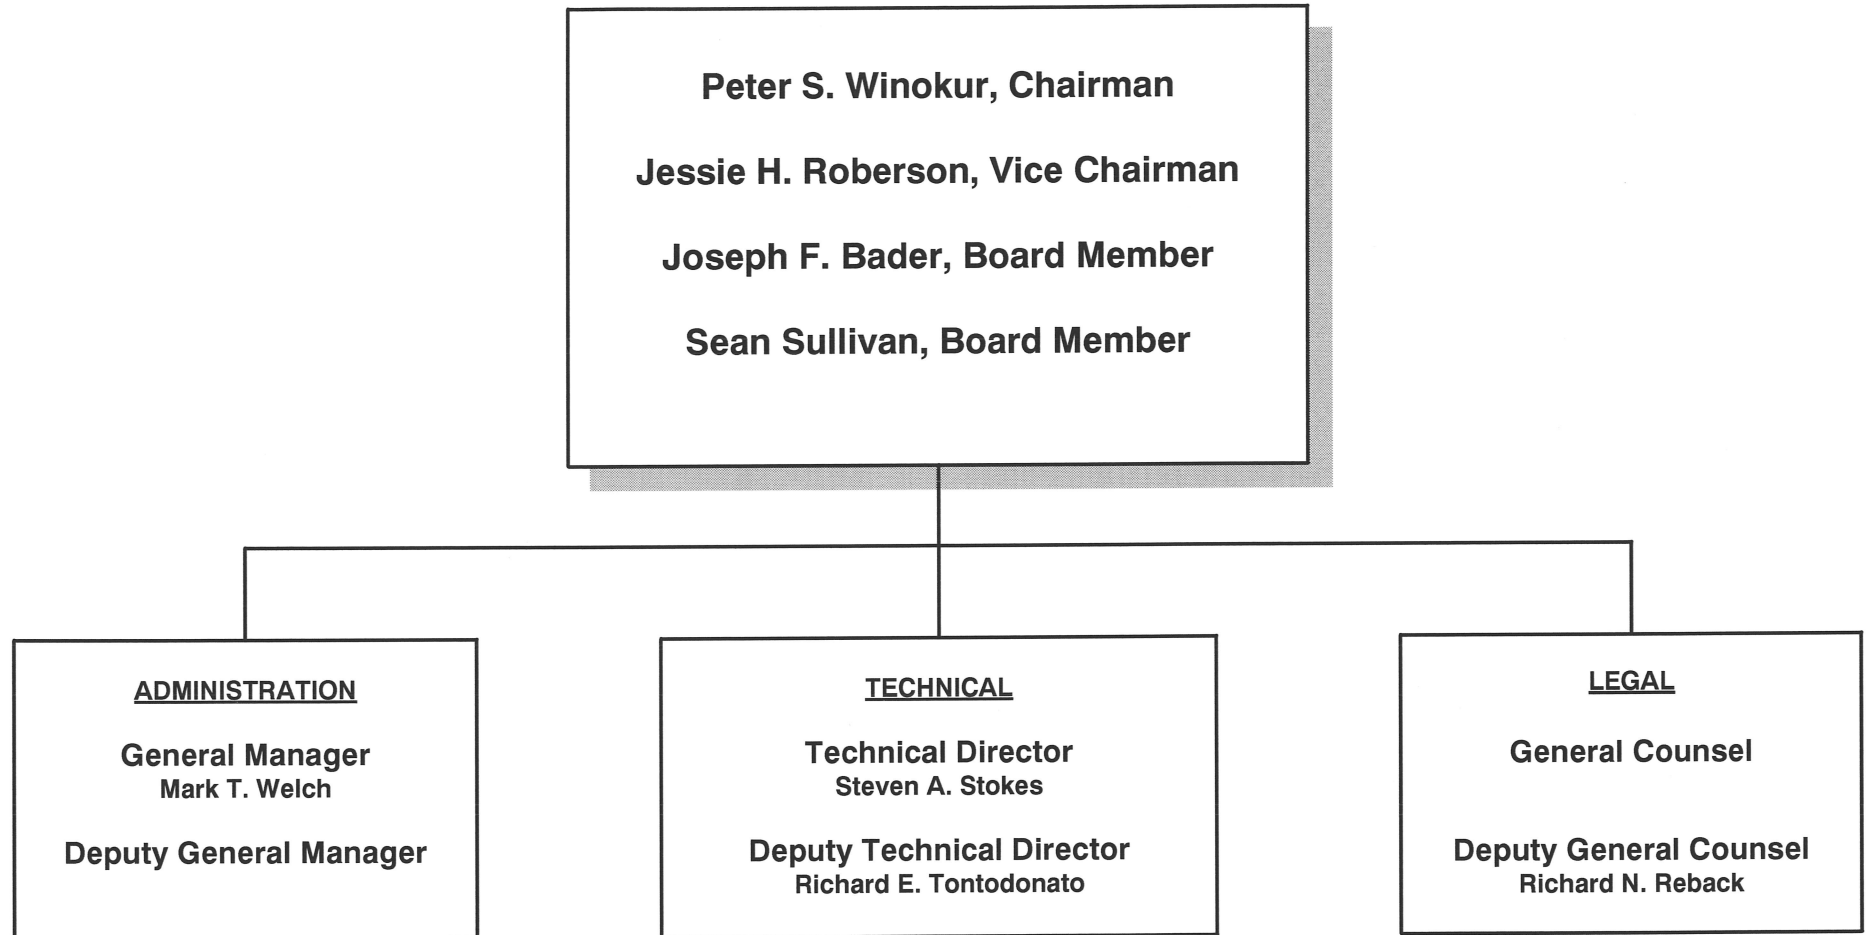 Peter S. Winokur, Chairman
Jessie H. Roberson, Vice Chairman
Joseph F. Bader, Board Member
Sean Sullivan, Board Member
ADMINISTRATION
General Manager
Mark T. Welch
Deputy General Manager
TECHNICAL
Technical Director
Steven A. Stokes
Deputy Technical Director
Richard E. Tontodonato
LEGAL
General Counsel
Deputy General Counsel
Richard N. Reback